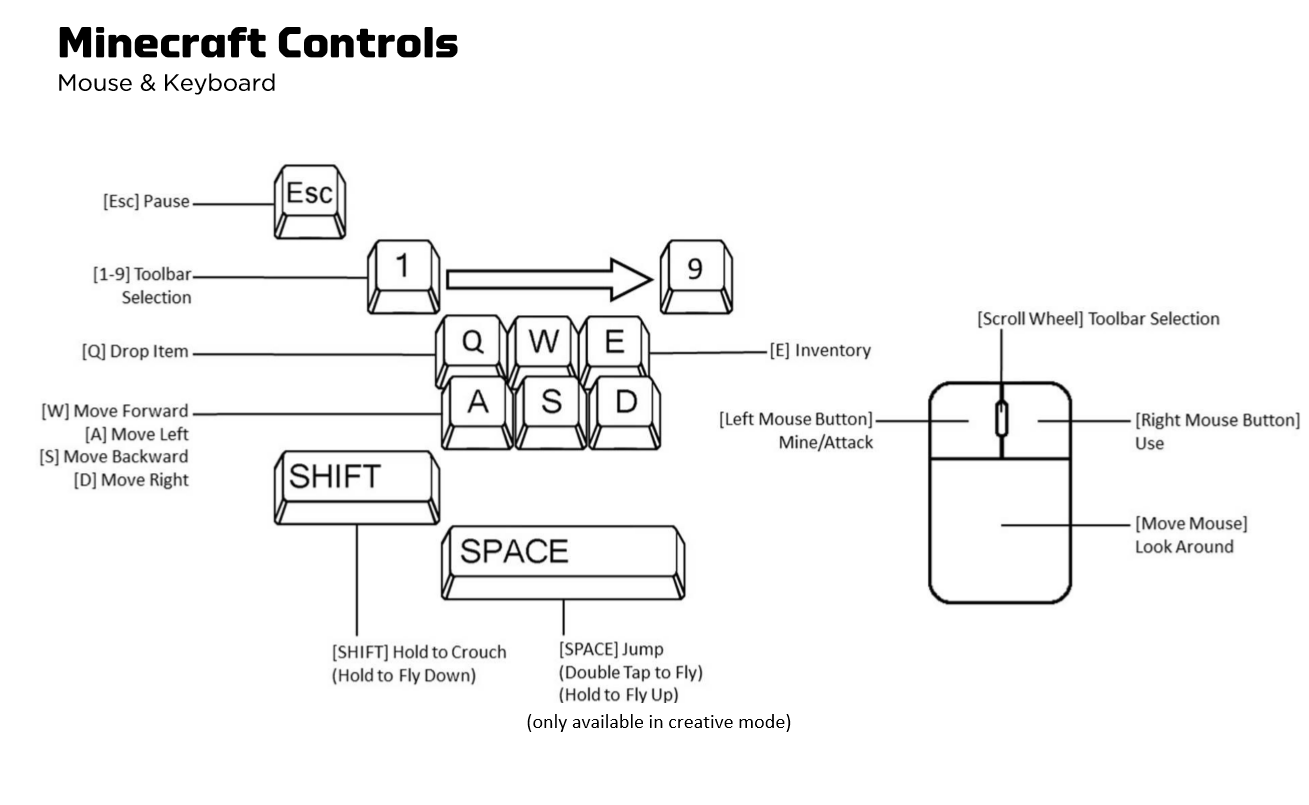 Minecraft Controls
Mouse & Keyboard
Esc
[Esc] Pause
1
9
[1-9] Toolbar
Selection
[Scroll Wheel] Toolbar Selection
Q
W
E
[Q] Drop Item
[E] Inventory
A
S
D
[W] Move Forward
[A] Move Left
[S] Move Backward
[D] Move Right
[Left Mouse Button]
Mine/Attack
[Right Mouse Button]
Use
SHIFT
SPACE
[Move Mouse]
Look Around
[SHIFT] Hold to Crouch
(Hold to Fly Down)
[SPACE] Jump
(Double Tap to Fly)
(Hold to Fly Up)
(only available in creative mode)